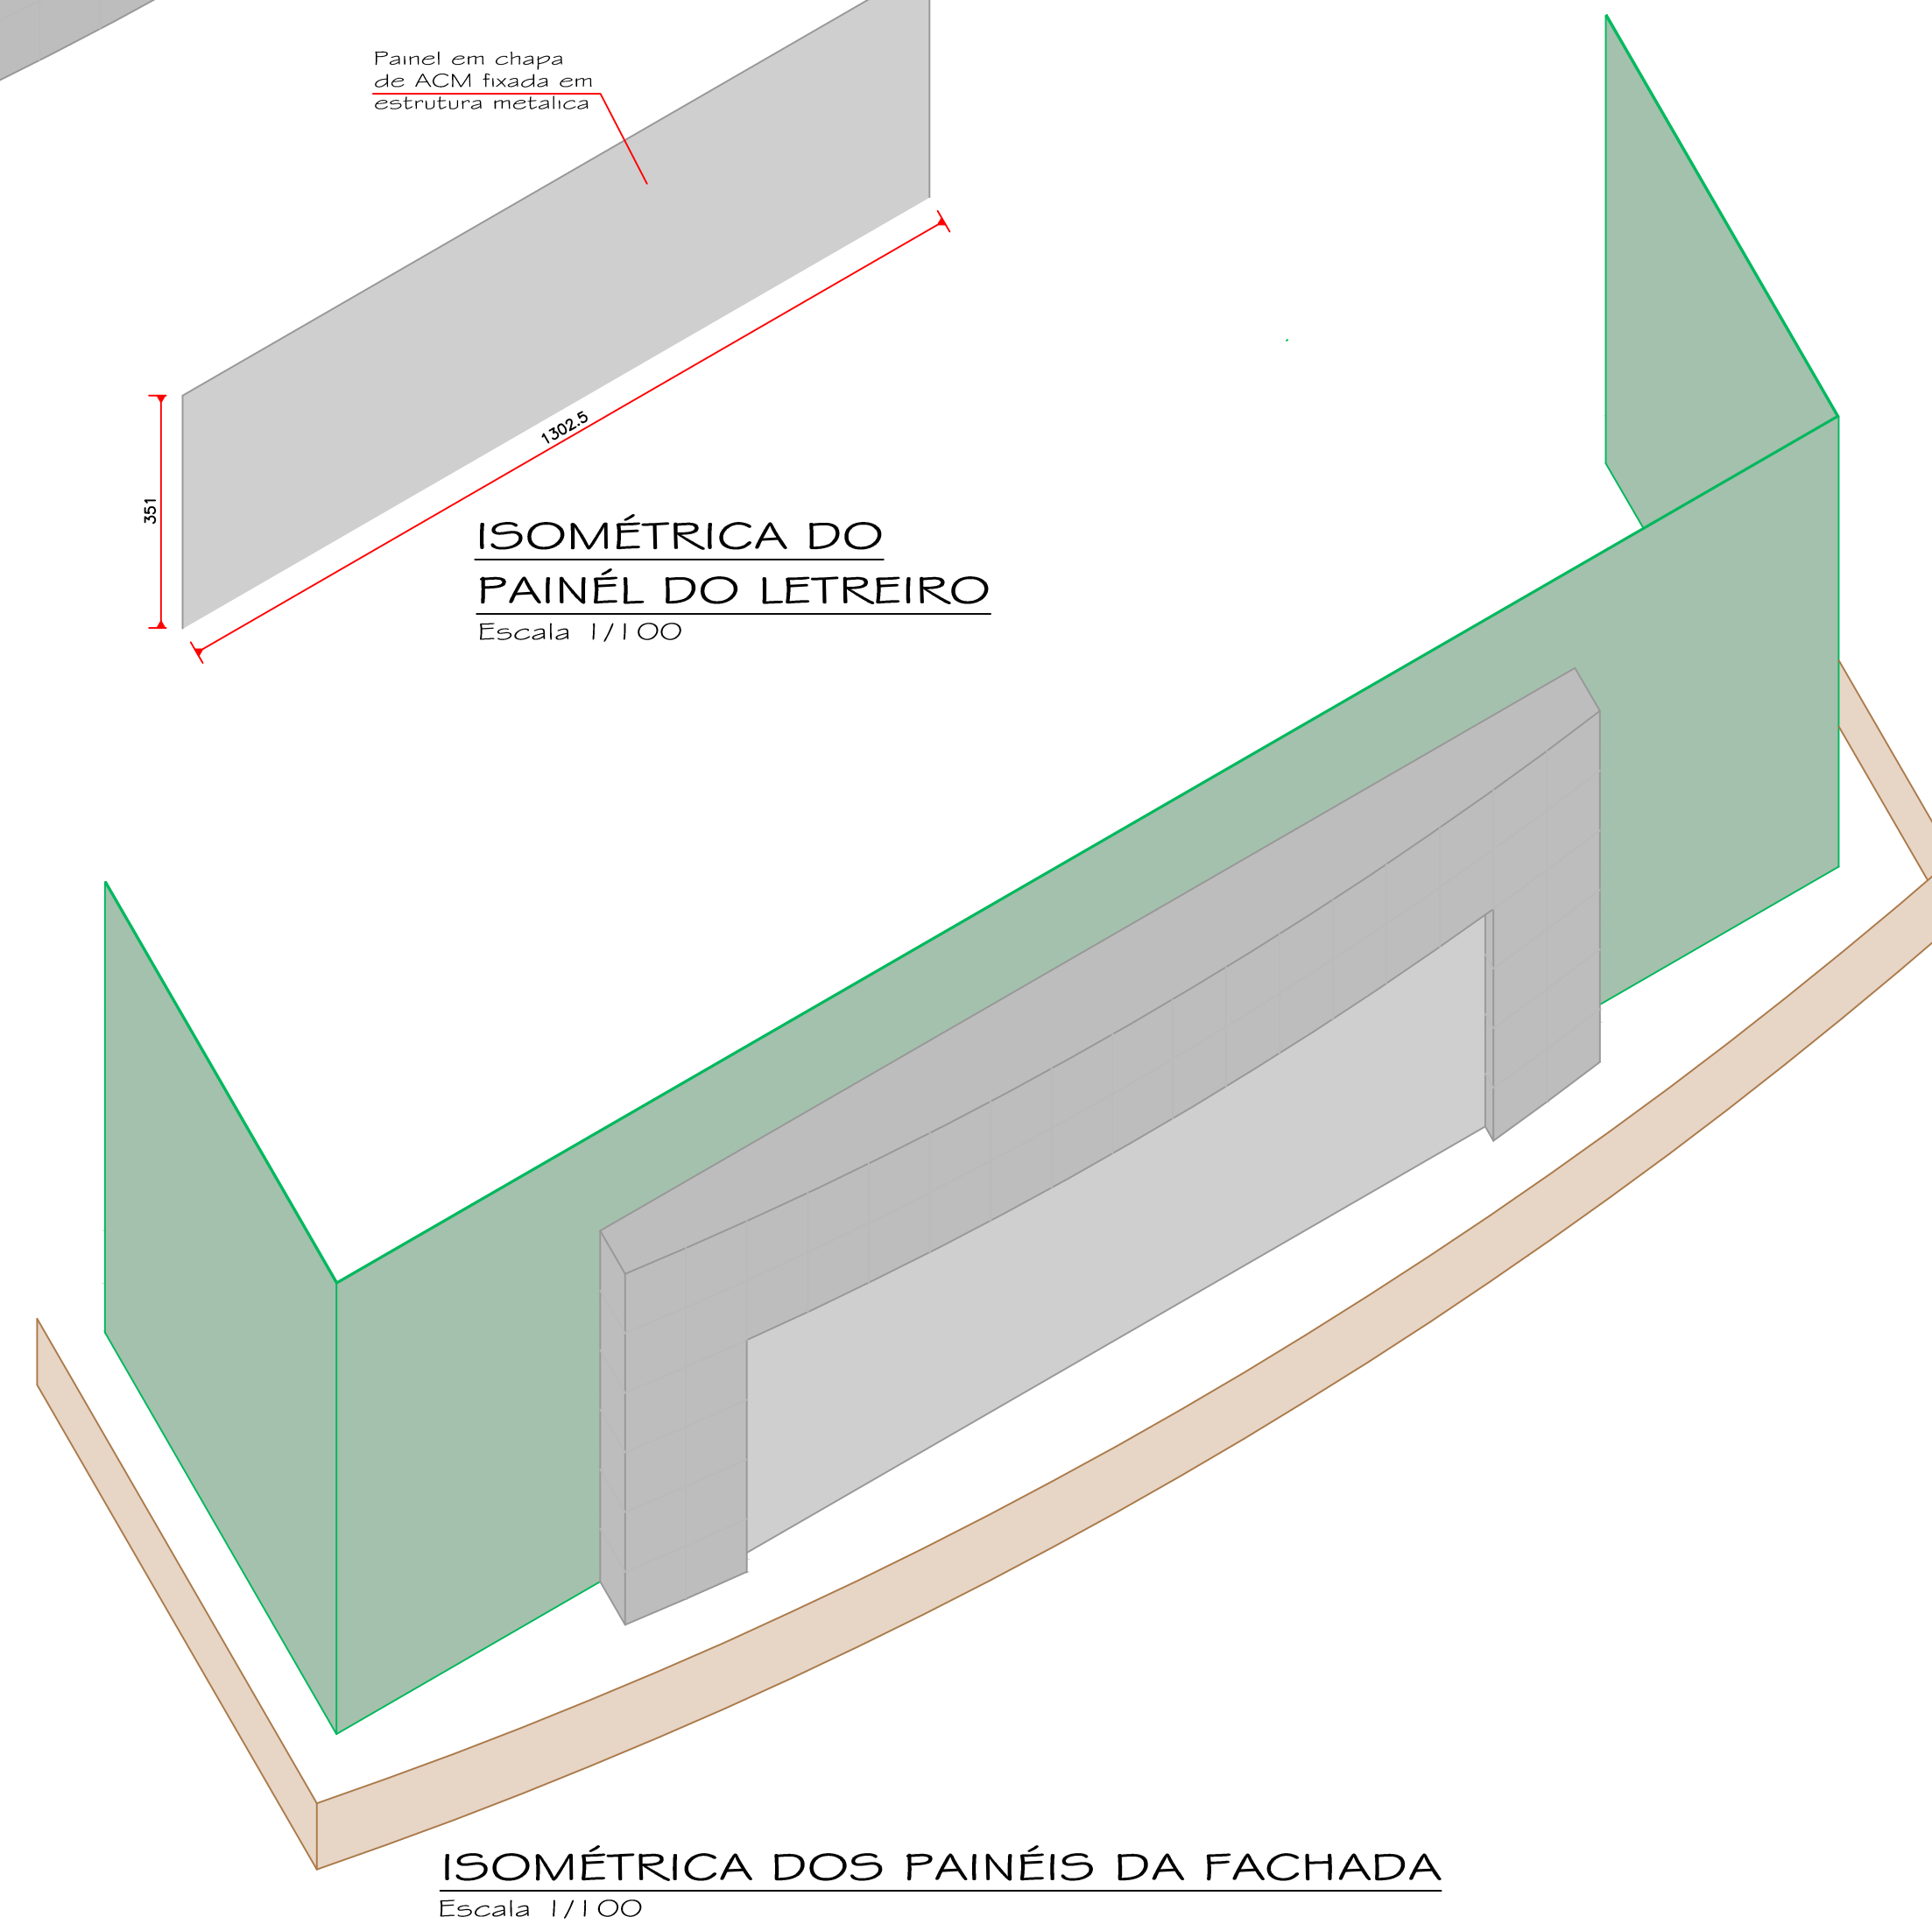 Painel em chapa
de ACM fixada em
estrutura metalica
1302.5
351
ISOMÉTRICA DO
PAINÉL DO LETREIRO
Escala 1/100
ISOMÉTRICA DOS PAINÉIS DA FACHADA
Escala 1/100